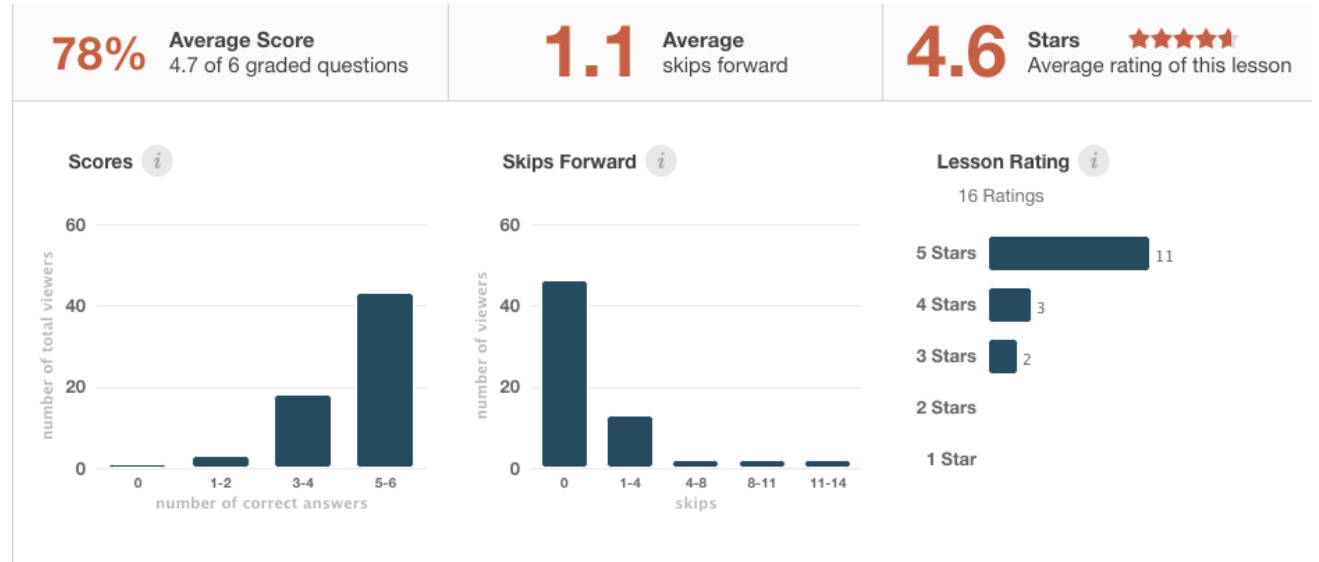 78%
Average Score
4.7 of 6 graded questions
1.1
Average
skips forward
4.6
Stars
Average rating of this lesson
Scores i
60
40
20
0
number of total viewers
0 1-2 3-4 5-6
number of correct answers
Skips Forward i
60
40
20
0
number of viewers
0 1-4 4-8 8-11 11-14
skips
Lesson Rating i
16 Ratings
5 Stars 11
4 Stars 3
3 Stars 2
2 Stars
1 Star